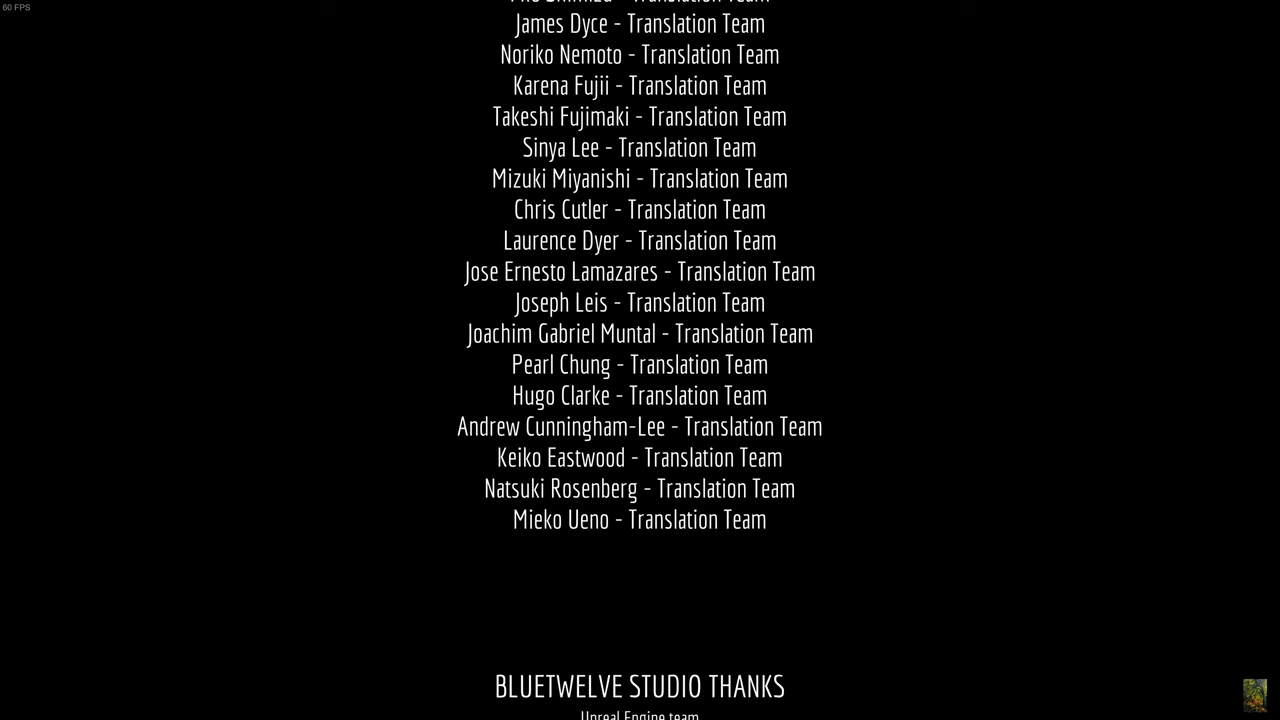 60 FPS
Translation Team
James Dyce - Translation Team
Noriko Nemoto - Translation Team
Karena Fujii - Translation Team
Takeshi Fujimaki - Translation Team
Sinya Lee - Translation Team
Mizuki Miyanishi - Translation Team
Chris Cutler - Translation Team
Laurence Dyer - Translation Team
Jose Ernesto Lamazares - Translation Team
Joseph Leis - Translation Team
Joachim Gabriel Muntal - Translation Team
Pearl Chung - Translation Team
Hugo Clarke - Translation Team
Andrew Cunningham-Lee - Translation Team
Keiko Eastwood - Translation Team
Natsuki Rosenberg - Translation Team
Mieko Ueno - Translation Team
BLUETWELVE STUDIO THANKS
Unreal Engine team